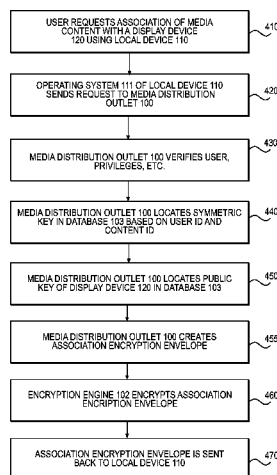 USER REQUESTS ASSOCIATION OF MEDIA
CONTENT WITH A DISPLAY DEVICE
120 USING LOCAL DEVICE 110
410
OPERATING SYSTEM 111 OF LOCAL DEVICE 110
SENDS REQUEST TO MEDIA DISTRIBUTION
OUTLET 100
420
MEDIA DISTRIBUTION OUTLET 100 VERIFIES USER,
PRIVILEGES, ETC.
430
MEDIA DISTRIBUTION OUTLET 100 LOCATES SYMMETRIC
KEY IN DATABASE 103 BASED ON USER ID AND
CONTENT ID
440
MEDIA DISTRIBUTION OUTLET 100 LOCATES PUBLIC
KEY OF DISPLAY DEVICE 120 IN DATABASE 103
450
MEDIA DISTRIBUTION OUTLET 100 CREATES
ASSOCIATION ENCRYPTION ENVELOPE
455
ENCRYPTION ENGINE 102 ENCRYPTS ASSOCIATION
ENCRIPTION ENVELOPE
460
ASSOCIATION ENCRYPTION ENVELOPE IS SENT
BACK TO LOCAL DEVICE 110
470